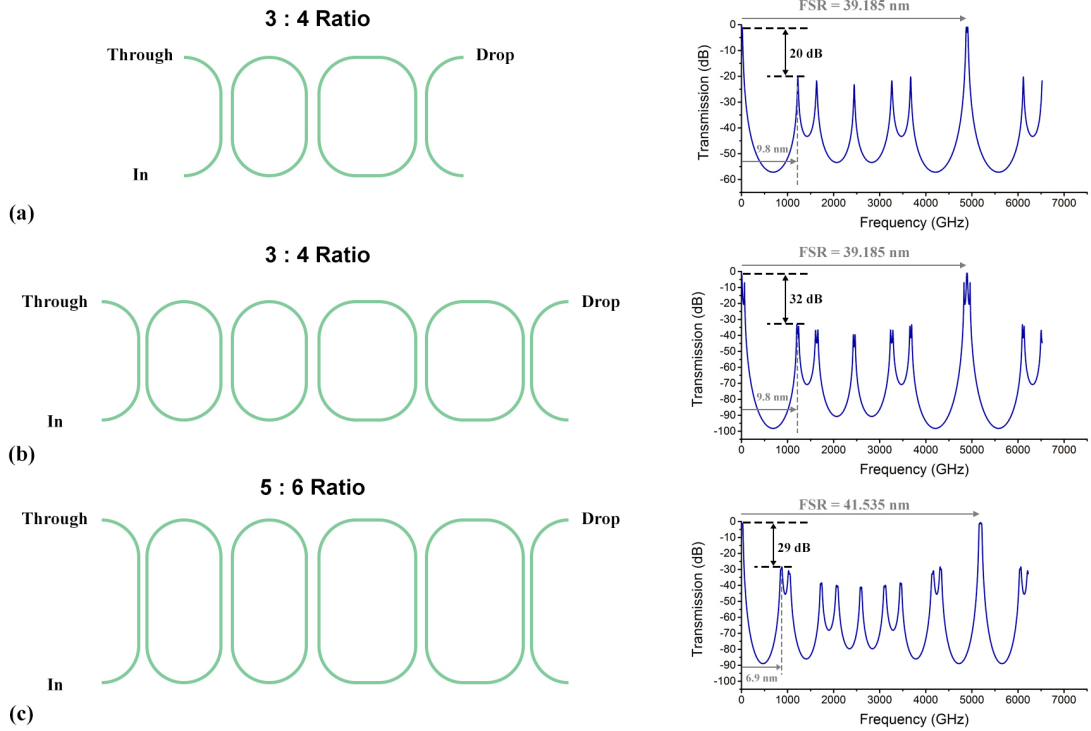 3 : 4 Ratio
Through
Drop
In
(a)
FSR = 39.185 nm
20 dB
9.8 nm
Transmission (dB)
0
-10
-20
-30
-40
-50
-60
0 1000 2000 3000 4000 5000 6000 7000
Frequency (GHz)
3 : 4 Ratio
Through
Drop
In
(b)
FSR = 39.185 nm
32 dB
9.8 nm
Transmission (dB)
0
-10
-20
-30
-40
-50
-60
-70
-80
-90
-100
0 1000 2000 3000 4000 5000 6000 7000
Frequency (GHz)
5 : 6 Ratio
Through
Drop
In
(c)
FSR = 41.535 nm
29 dB
6.9 nm
Transmission (dB)
0
-10
-20
-30
-40
-50
-60
-70
-80
-90
-100
0 1000 2000 3000 4000 5000 6000 7000
Frequency (GHz)